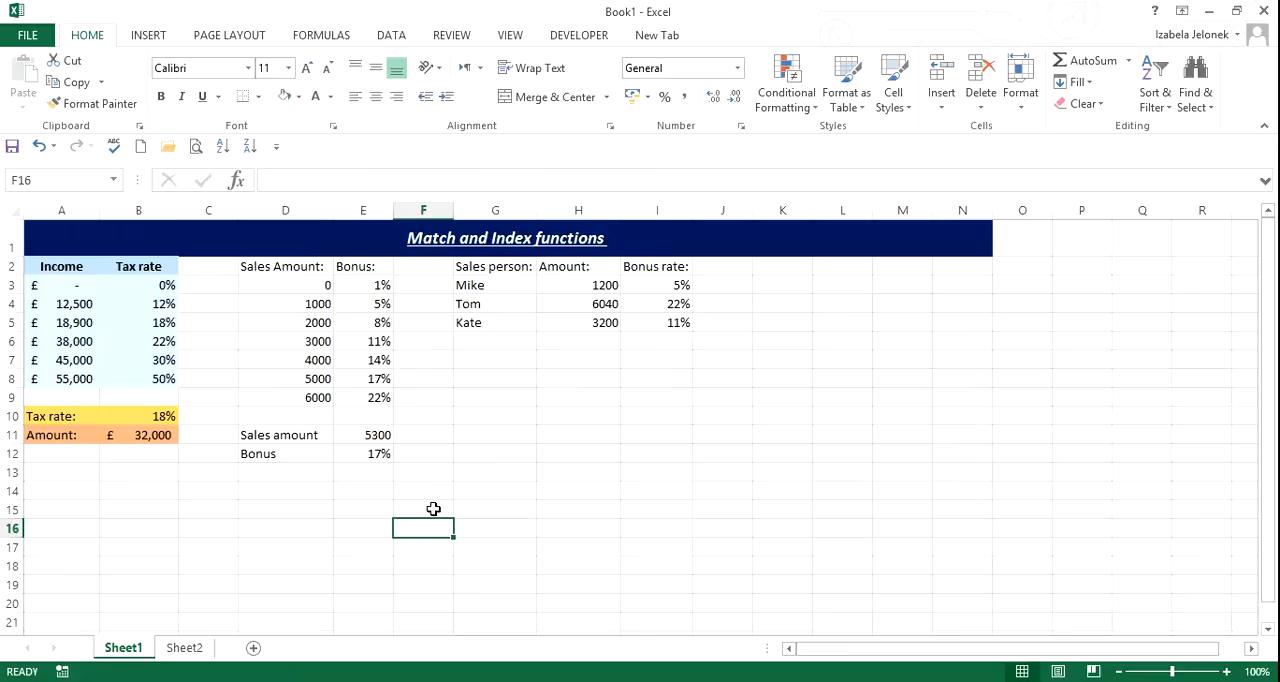 Book1 - Excel
?
FILE HOME INSERT PAGE LAYOUT FORMULAS DATA REVIEW VIEW DEVELOPER New Tab
Izabela Jelonek
Paste
Cut
Copy
Format Painter
Clipboard
Calibri 11
B I U
Font
Wrap Text
Merge & Center
Alignment
General
%
Number
Conditional Formatting
Format as Table
Cell Styles
Styles
Insert Delete Format
Cells
AutoSum
Fill
Clear
Sort & Filter
Find & Select
Editing
F16
fx
A B C D E F G H I J K L M N O P Q R
1 Match and Index functions
2 Income Tax rate Sales Amount: Bonus: Sales person: Amount: Bonus rate:
3 £ - 0% 0 1% Mike 1200 5%
4 £ 12,500 12% 1000 5% Tom 6040 22%
5 £ 18,900 18% 2000 8% Kate 3200 11%
6 £ 38,000 22% 3000 11%
7 £ 45,000 30% 4000 14%
8 £ 55,000 50% 5000 17%
9 6000 22%
10 Tax rate: 18%
11 Amount: £ 32,000 Sales amount 5300
12 Bonus 17%
13
14
15
16
17
18
19
20
21
Sheet1 Sheet2
READY
100%